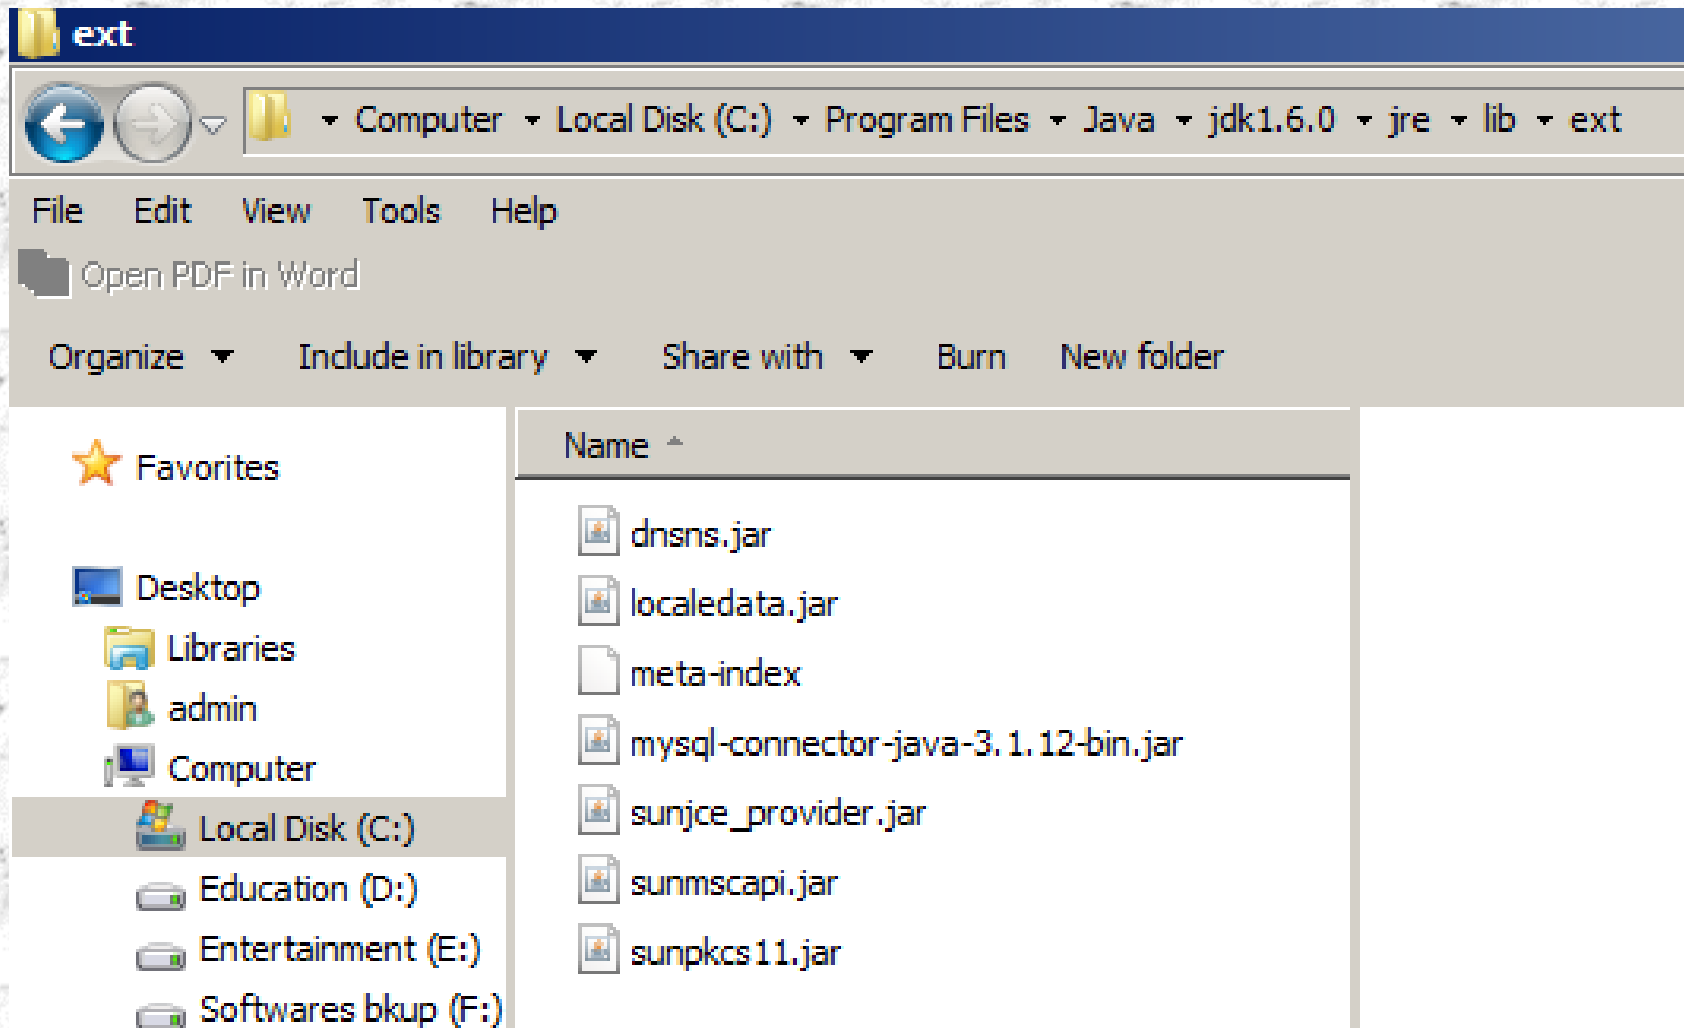 ext
Computer Local Disk (C:) Program Files Java jdk1.6.0 jre lib ext
File Edit View Tools Help
Open PDF in Word
Organize Include in library Share with Burn New folder
Favorites
Desktop
Libraries
admin
Computer
Local Disk (C:)
Education (D:)
Entertainment (E:)
Softwares bkup (F:)
Name
dnsns.jar
localedata.jar
meta-index
mysql-connector-java-3.1.12-bin.jar
sunjce_provider.jar
sunmscapi.jar
sunpkcs11.jar